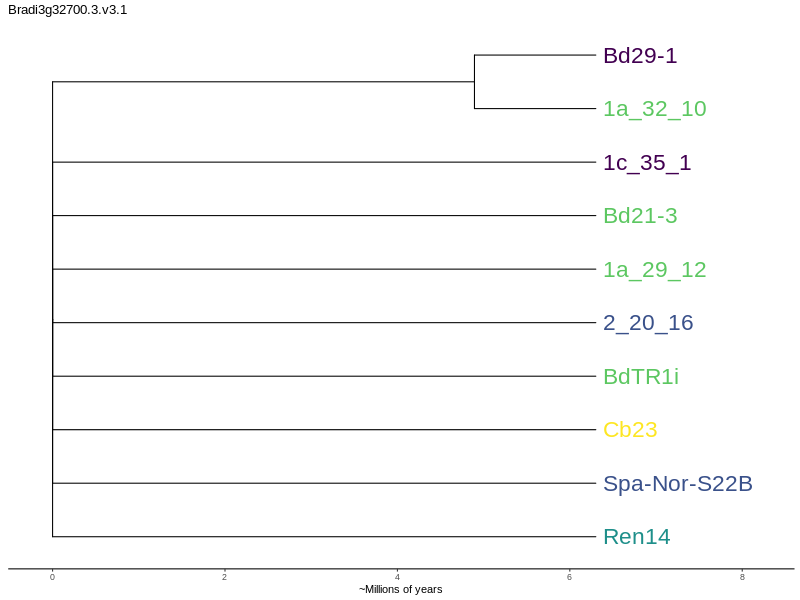 Bradi3g32700.3.v3.1
Bd29-1
1a_32_10
1c_35_1
Bd21-3
1a_29_12
2_20_16
BdTR1i
Cb23
Spa-Nor-S22B
Ren14
0 2 4 6 8
~Millions of years